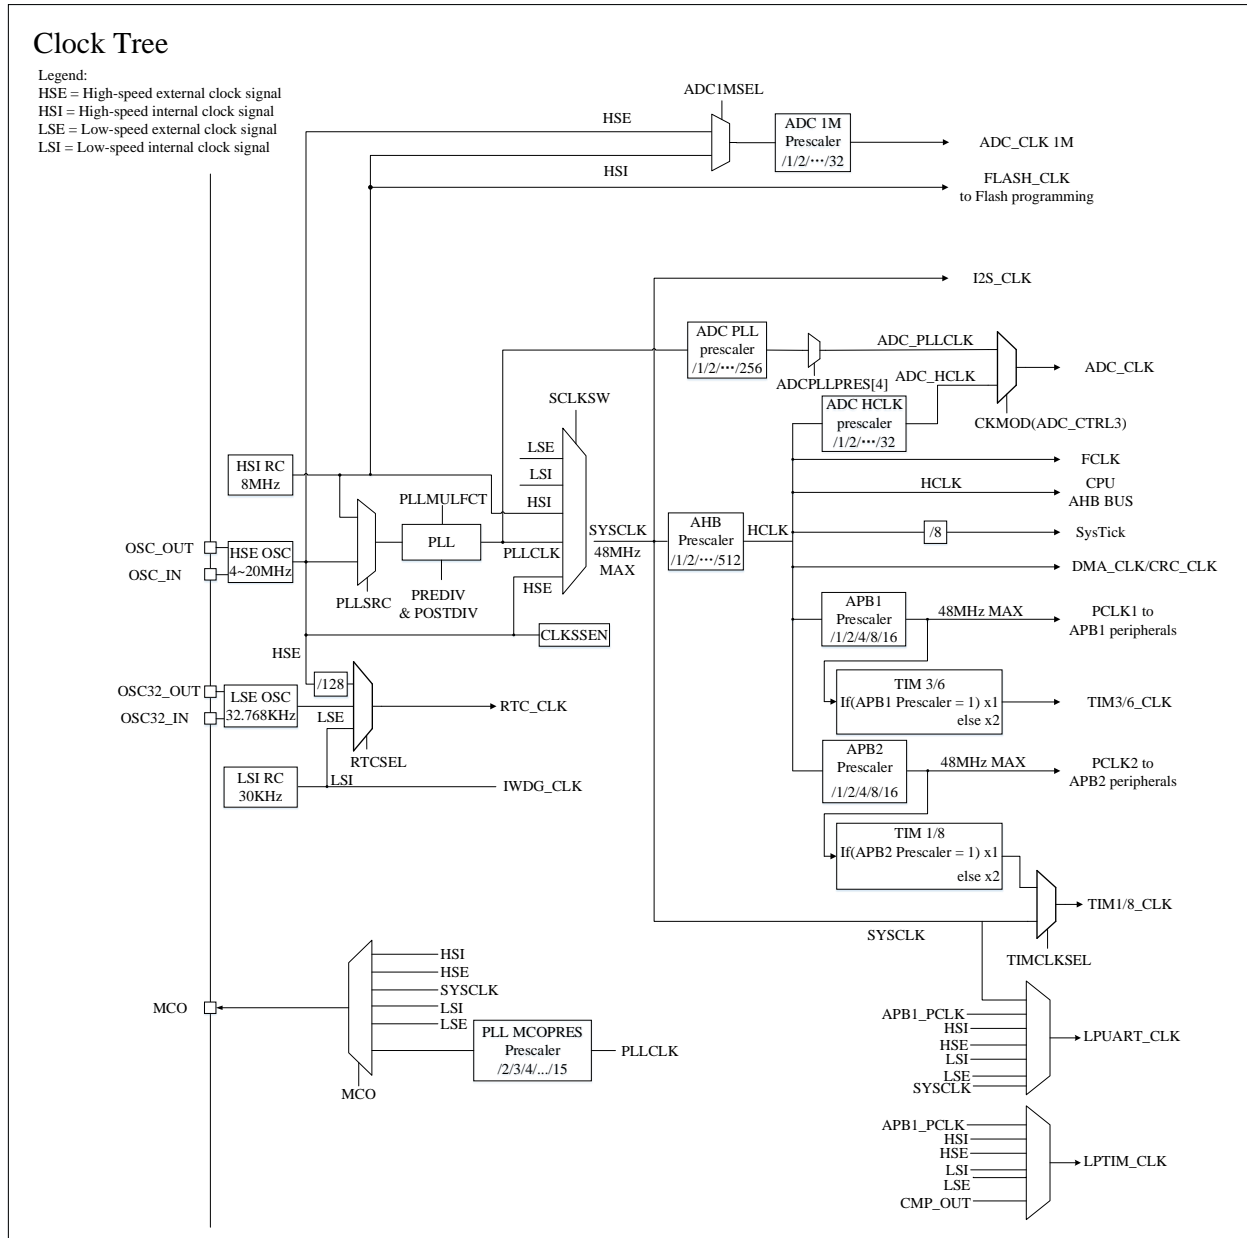 Clock Tree
Legend:
HSE = High-speed external clock signal
HSI = High-speed internal clock signal
LSE = Low-speed external clock signal
LSI = Low-speed internal clock signal
ADC1MSEL
HSE
HSI
ADC 1M
Prescaler
/1/2/···/32
ADC_CLK 1M
FLASH_CLK
to Flash programming
I2S_CLK
ADC PLL
prescaler
/1/2/···/256
ADCPLLPRES[4]
ADC_PLLCLK
ADC_HCLK
ADC_CLK
CKMOD(ADC_CTRL3)
ADC HCLK
prescaler
/1/2/···/32
SCLKSW
LSE
LSI
HSI
PLLCLK
HSE
HSI RC
8MHz
PLLMULFCT
PLL
PREDIV
& POSTDIV
PLLSRC
OSC_OUT
OSC_IN
HSE OSC
4~20MHz
SYSCLK
48MHz
MAX
AHB
Prescaler
/1/2/···/512
HCLK
FCLK
HCLK
CPU
AHB BUS
/8
SysTick
DMA_CLK/CRC_CLK
CLKSSEN
HSE
/128
APB1
Prescaler
/1/2/4/8/16
48MHz MAX
PCLK1 to
APB1 peripherals
OSC32_OUT
OSC32_IN
LSE OSC
32.768KHz
LSE
RTC_CLK
RTCSEL
TIM 3/6
If(APB1 Prescaler = 1) x1
else x2
TIM3/6_CLK
LSI RC
30KHz
LSI
IWDG_CLK
APB2
Prescaler
/1/2/4/8/16
48MHz MAX
PCLK2 to
APB2 peripherals
TIM 1/8
If(APB2 Prescaler = 1) x1
else x2
TIM1/8_CLK
SYSCLK
TIMCLKSEL
MCO
HSI
HSE
SYSCLK
LSI
LSE
PLL MCOPRES
Prescaler
/2/3/4/.../15
PLLCLK
MCO
APB1_PCLK
HSI
HSE
LSI
LSE
SYSCLK
LPUART_CLK
APB1_PCLK
HSI
HSE
LSI
LSE
CMP_OUT
LPTIM_CLK